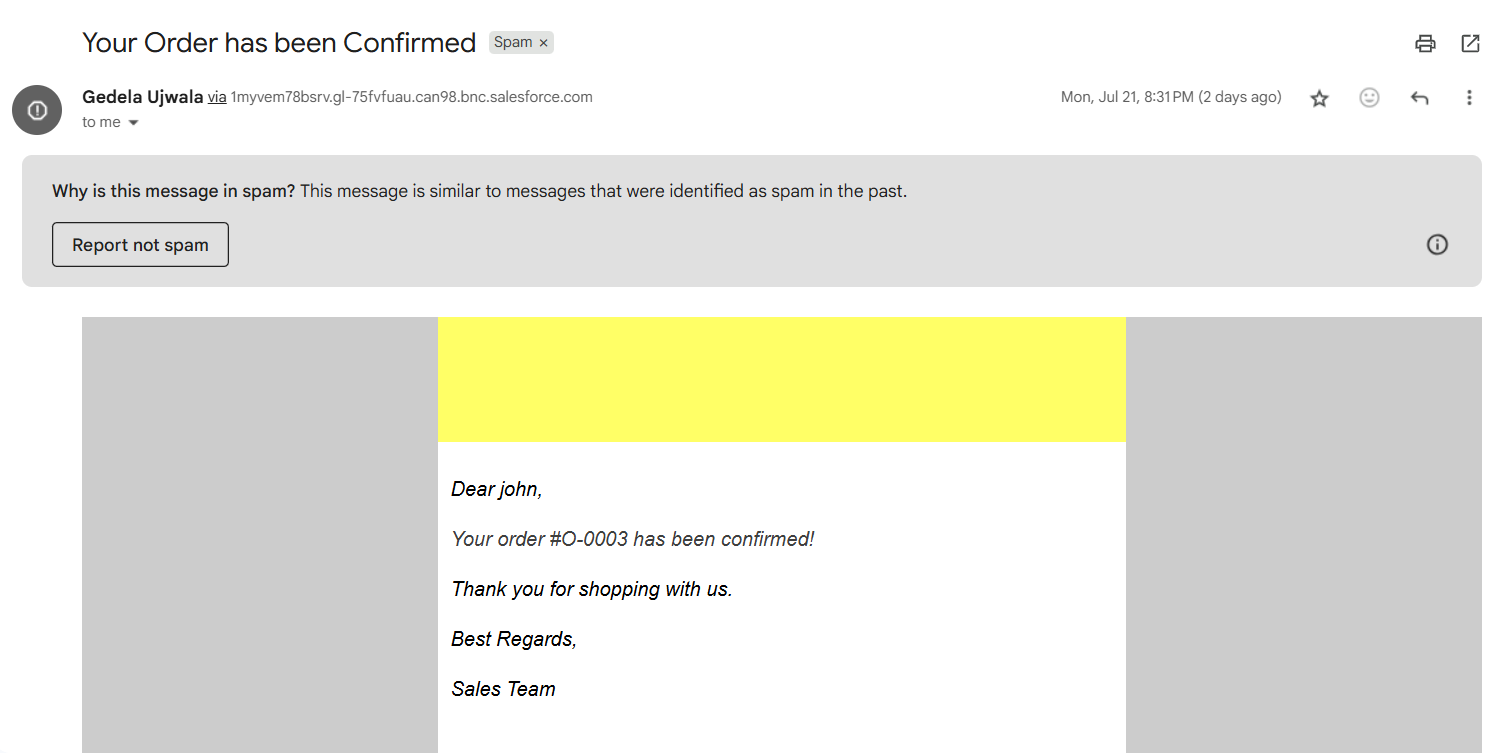 Your Order has been Confirmed Spam ×
Gedela Ujwala via 1myvem78bsrv.gl-75fvfuau.can98.bnc.salesforce.com Mon, Jul 21, 8:31 PM (2 days ago)
to me
Why is this message in spam? This message is similar to messages that were identified as spam in the past.
Report not spam
Dear john,
Your order #O-0003 has been confirmed!
Thank you for shopping with us.
Best Regards,
Sales Team